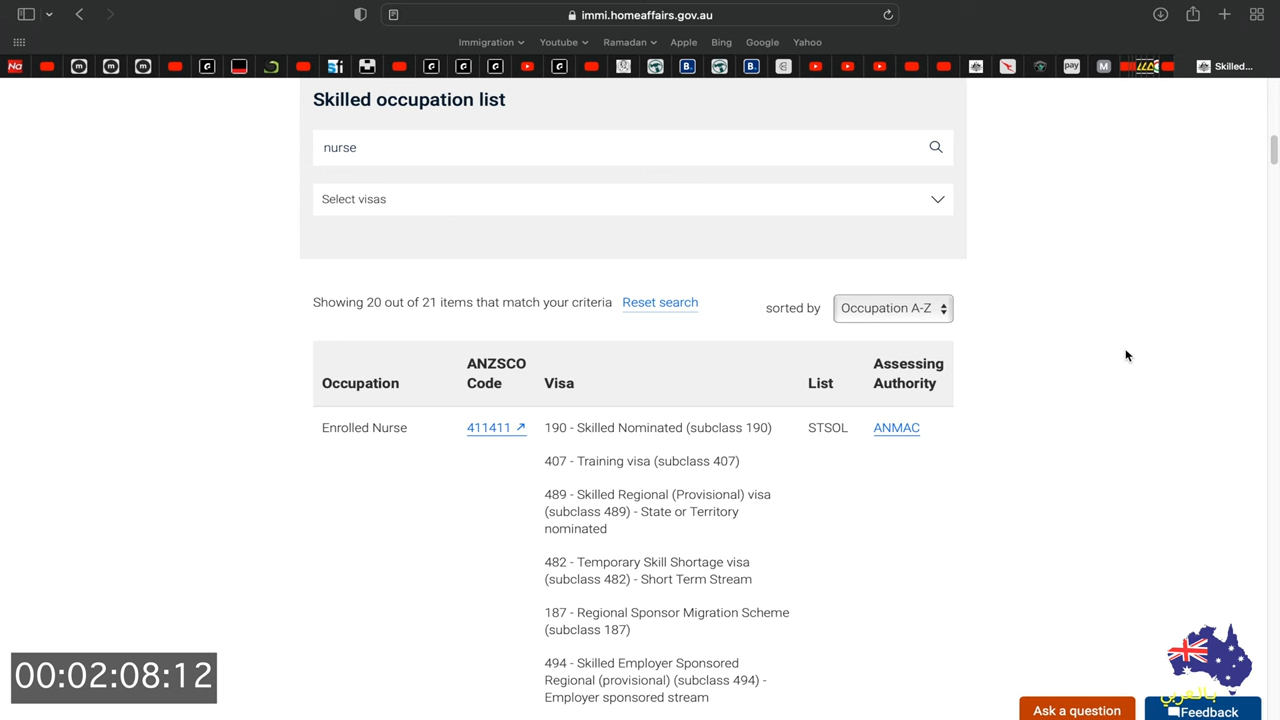 immi.homeaffairs.gov.au
Immigration Youtube Ramadan Apple Bing Google Yahoo
Na m m m pay M Skilled...
Skilled occupation list
nurse
Select visas
Showing 20 out of 21 items that match your criteria Reset search sorted by Occupation A-Z
Occupation ANZSCO Code Visa List Assessing Authority
Enrolled Nurse 411411 190 - Skilled Nominated (subclass 190) STSOL ANMAC
407 - Training visa (subclass 407)
489 - Skilled Regional (Provisional) visa
(subclass 489) - State or Territory
nominated
482 - Temporary Skill Shortage visa
(subclass 482) - Short Term Stream
187 - Regional Sponsor Migration Scheme
(subclass 187)
494 - Skilled Employer Sponsored
Regional (provisional) (subclass 494) -
Employer sponsored stream
00:02:08:12
بالعربي
Ask a question Feedback